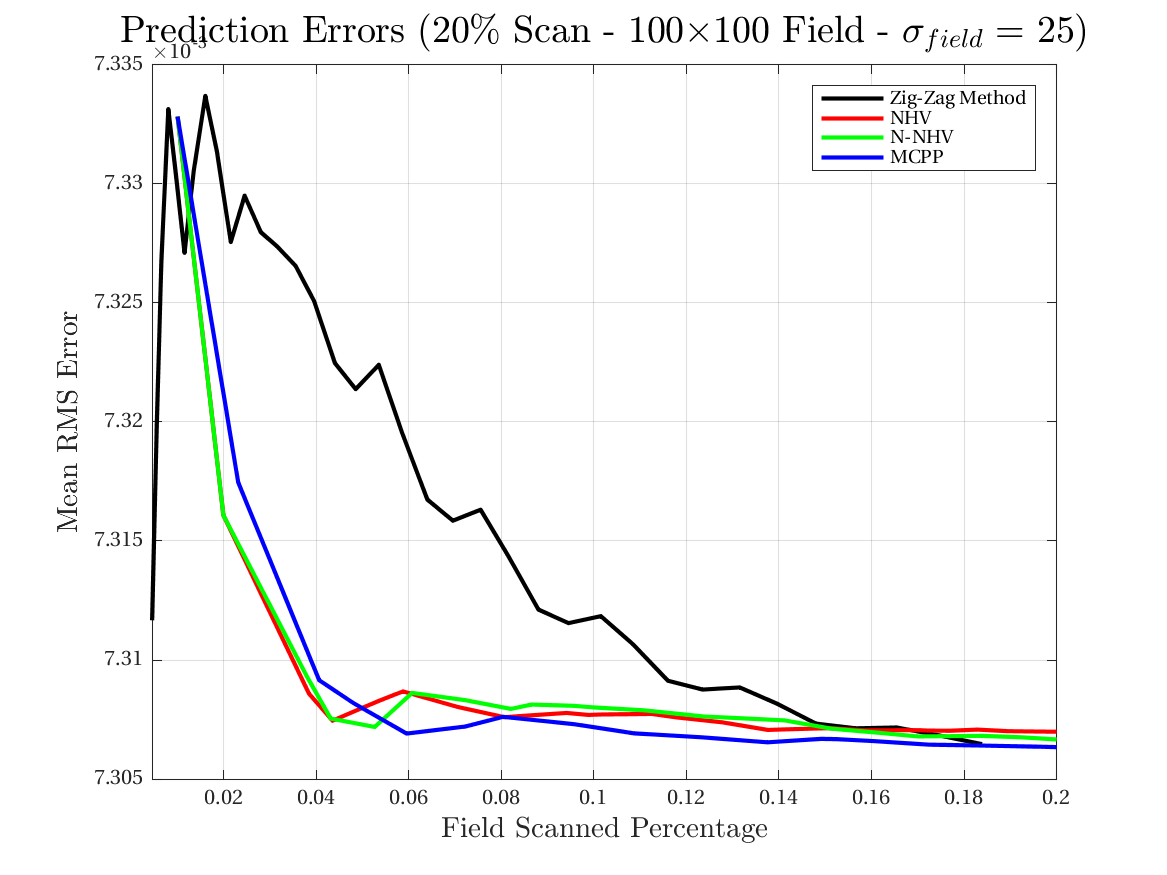 Prediction Errors (20% Scan - 100×100 Field - σ_field = 25)
×10^-3
7.335
7.33
7.325
7.32
7.315
7.31
7.305
Mean RMS Error
Zig-Zag Method
NHV
N-NHV
MCPP
0.02 0.04 0.06 0.08 0.1 0.12 0.14 0.16 0.18 0.2
Field Scanned Percentage